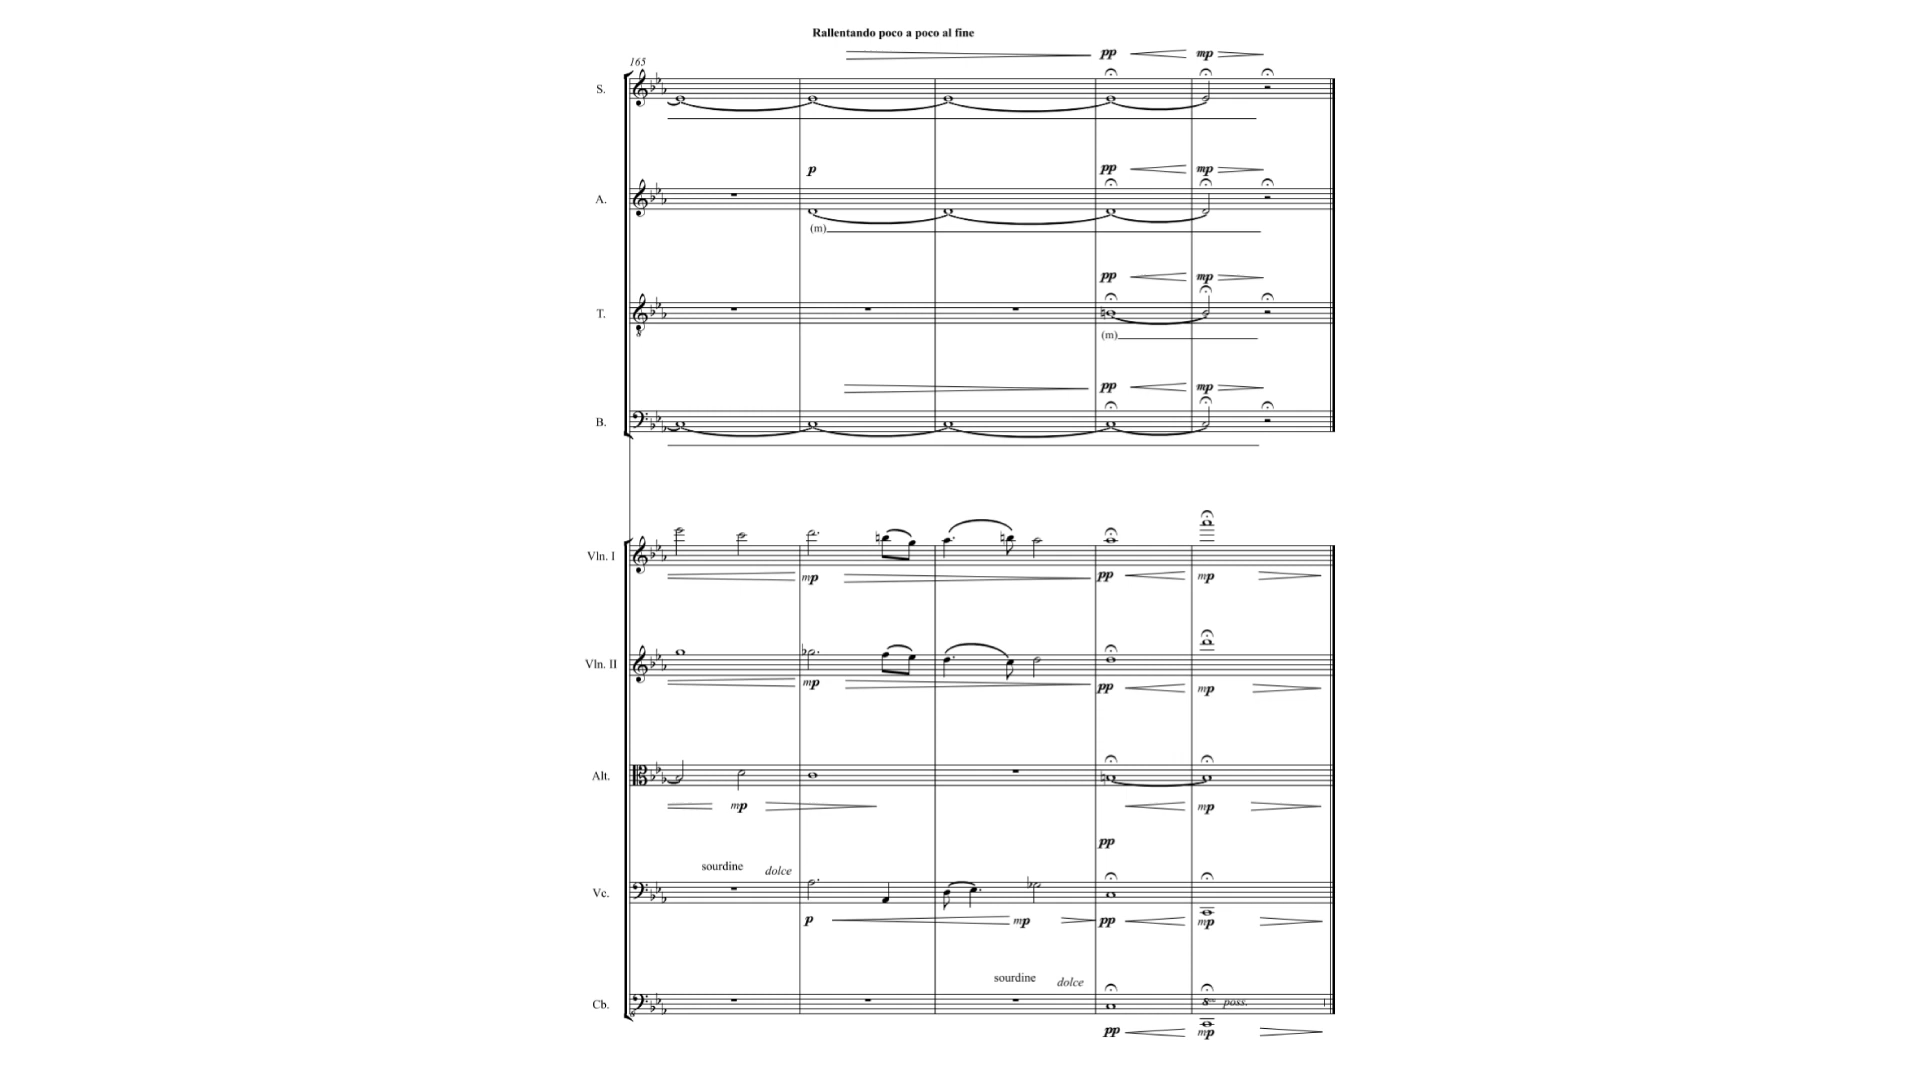 Rallentando poco a poco al fine
pp mp
165
S.
p pp mp
A.
(m)
pp mp
T.
(m)
pp mp
B.
Vln. I
mp pp mp
Vln. II
mp pp mp
Alt.
mp mp
pp
sourdine dolce
Vc.
p mp pp mp
sourdine dolce
Cb.
8 poss.
pp mp